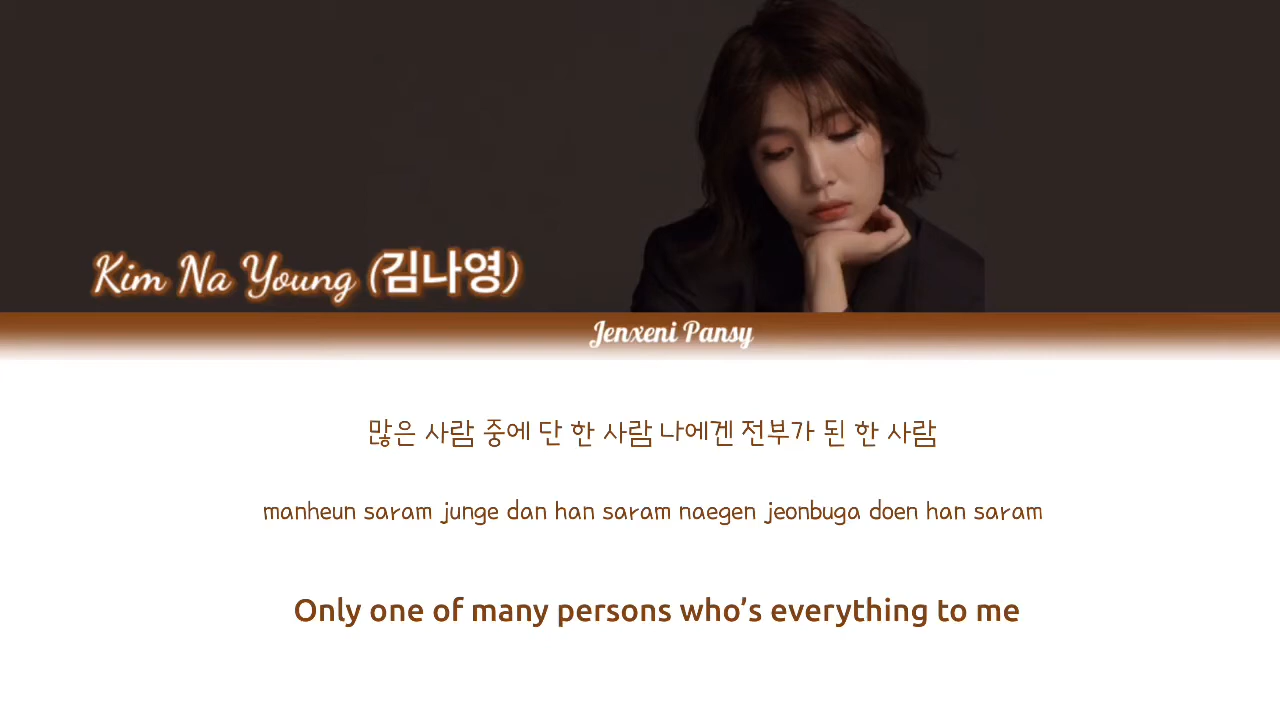 Kim Na Young (김나영)
Jenxeni Pansy
많은 사람 중에 단 한 사람 나에겐 전부가 된 한 사람
manheun saram junge dan han saram naegen jeonbuga doen han saram
Only one of many persons who’s everything to me